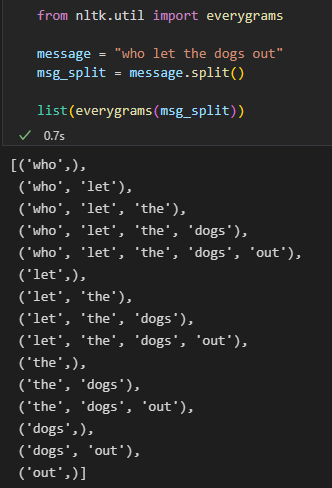 from nltk.util import everygrams
message = "who let the dogs out"
msg_split = message.split()
list(everygrams(msg_split))
✓ 0.7s
[('who',),
('who', 'let'),
('who', 'let', 'the'),
('who', 'let', 'the', 'dogs'),
('who', 'let', 'the', 'dogs', 'out'),
('let',),
('let', 'the'),
('let', 'the', 'dogs'),
('let', 'the', 'dogs', 'out'),
('the',),
('the', 'dogs'),
('the', 'dogs', 'out'),
('dogs',),
('dogs', 'out'),
('out',)]